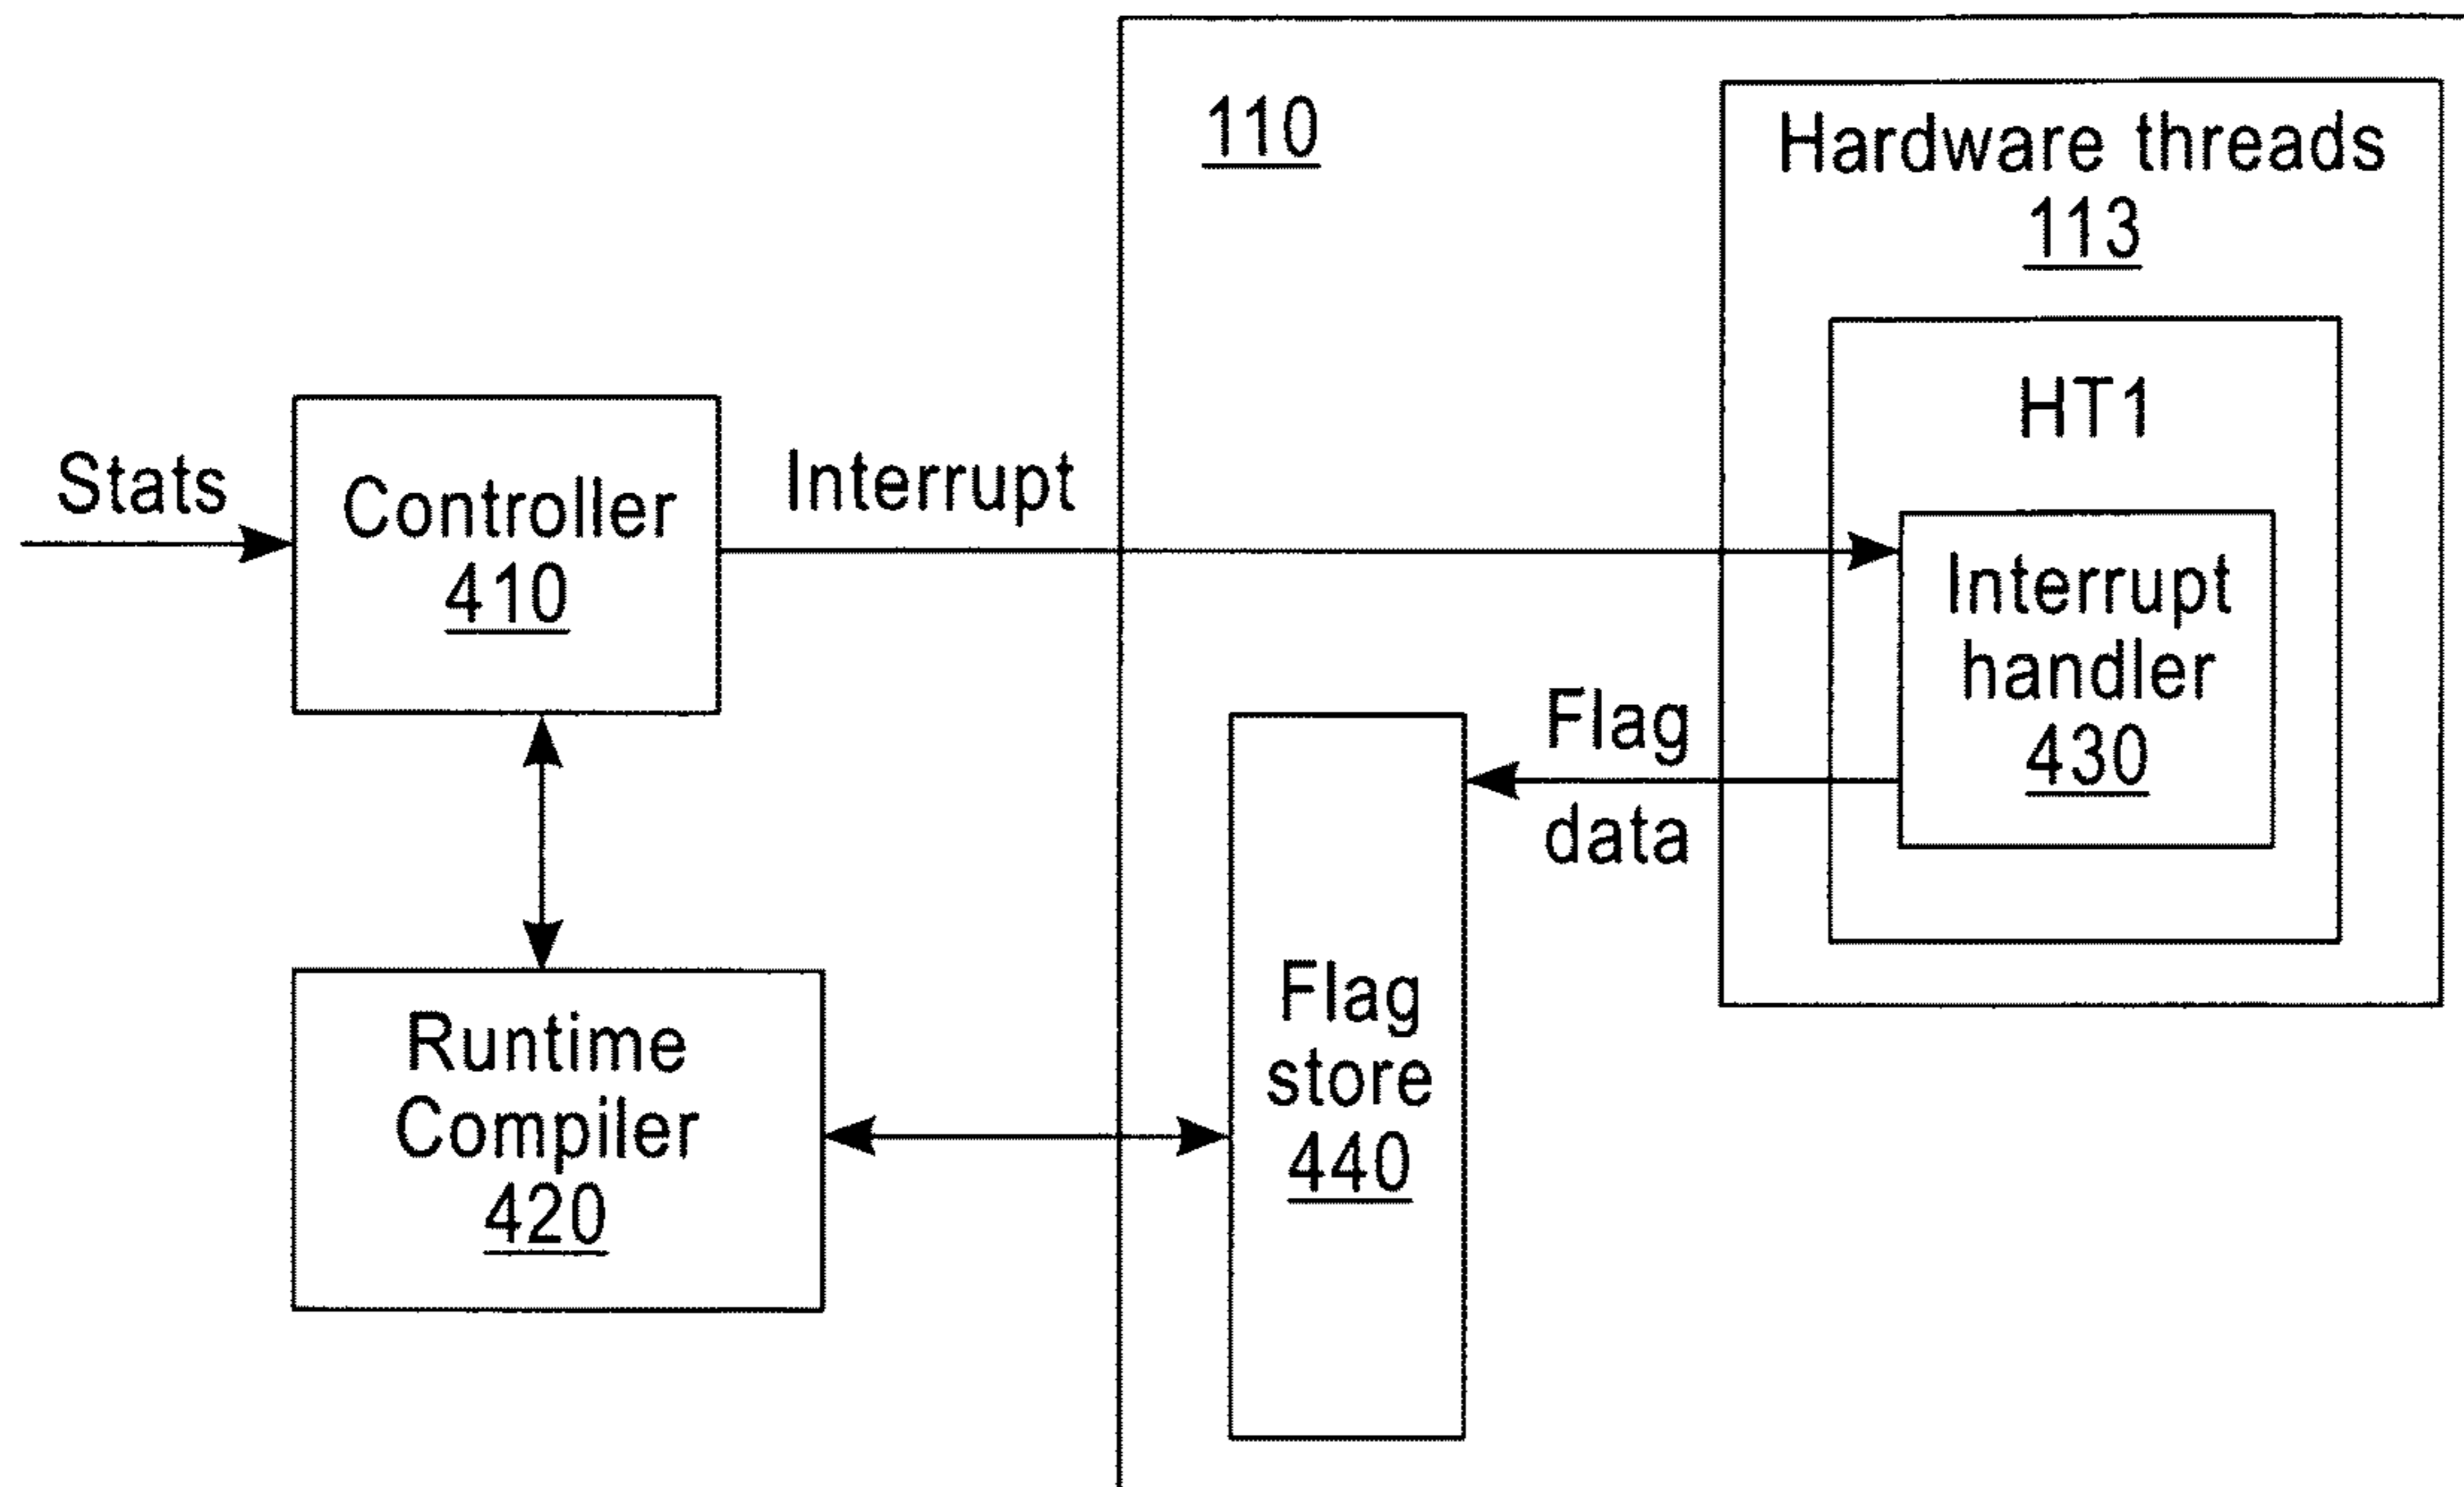 110
Hardware threads
113
HT1
Stats
Controller
410
Interrupt
Interrupt
handler
430
Flag
data
Runtime
Compiler
420
Flag
store
440